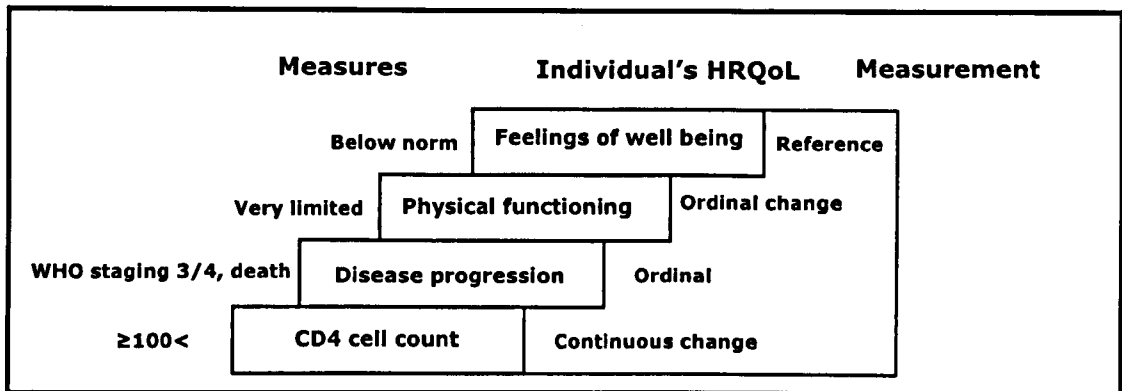 Measures Individual's HRQoL Measurement
Below norm Feelings of well being Reference
Very limited Physical functioning Ordinal change
WHO staging 3/4, death Disease progression Ordinal
≥100< CD4 cell count Continuous change